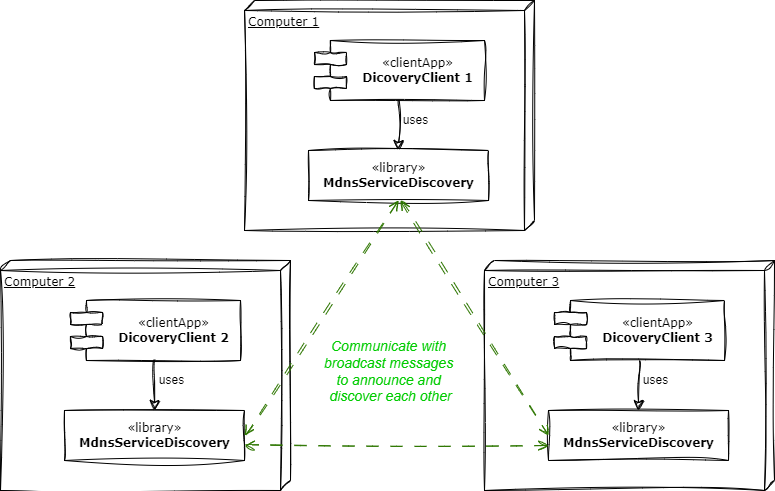 Computer 1
«clientApp»
DicoveryClient 1
uses
«library»
MdnsServiceDiscovery
Computer 2
«clientApp»
DicoveryClient 2
uses
«library»
MdnsServiceDiscovery
Communicate with
broadcast messages
to announce and
discover each other
Computer 3
«clientApp»
DicoveryClient 3
uses
«library»
MdnsServiceDiscovery